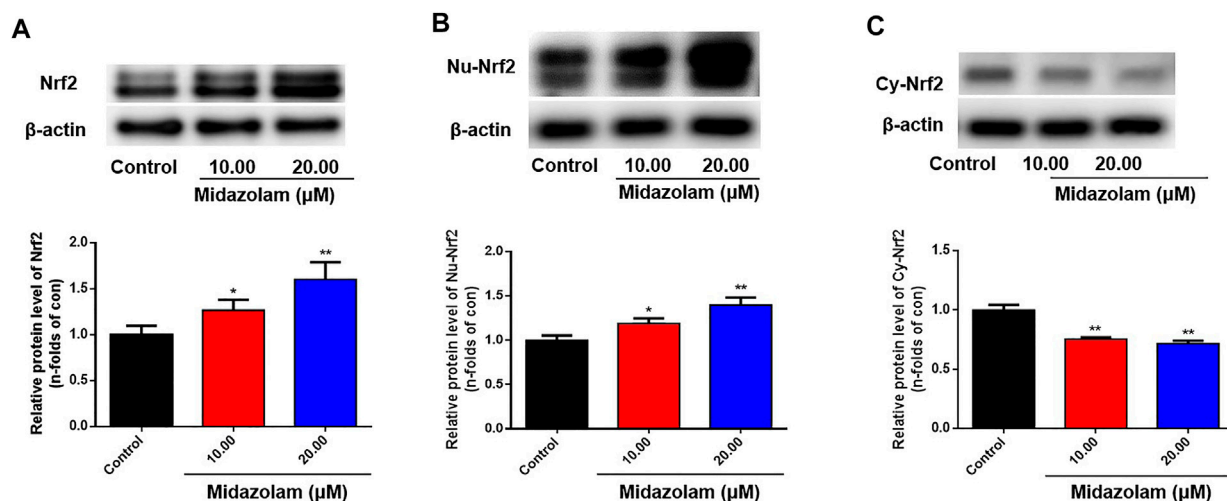 A
Nrf2
β-actin
Control 10.00 20.00
Midazolam (μM)
Relative protein level of Nrf2
(n-folds of con)
2.0
1.5
1.0
0.5
0.0
*
**
Control
10.00
20.00
Midazolam (μM)
B
Nu-Nrf2
β-actin
Control 10.00 20.00
Midazolam (μM)
Relative protein level of Nu-Nrf2
(n-folds of con)
2.0
1.5
1.0
0.5
0.0
*
**
Control
10.00
20.00
Midazolam (μM)
C
Cy-Nrf2
β-actin
Control 10.00 20.00
Midazolam (μM)
Relative protein level of Cy-Nrf2
(n-folds of con)
1.5
1.0
0.5
0.0
**
**
Control
10.00
20.00
Midazolam (μM)